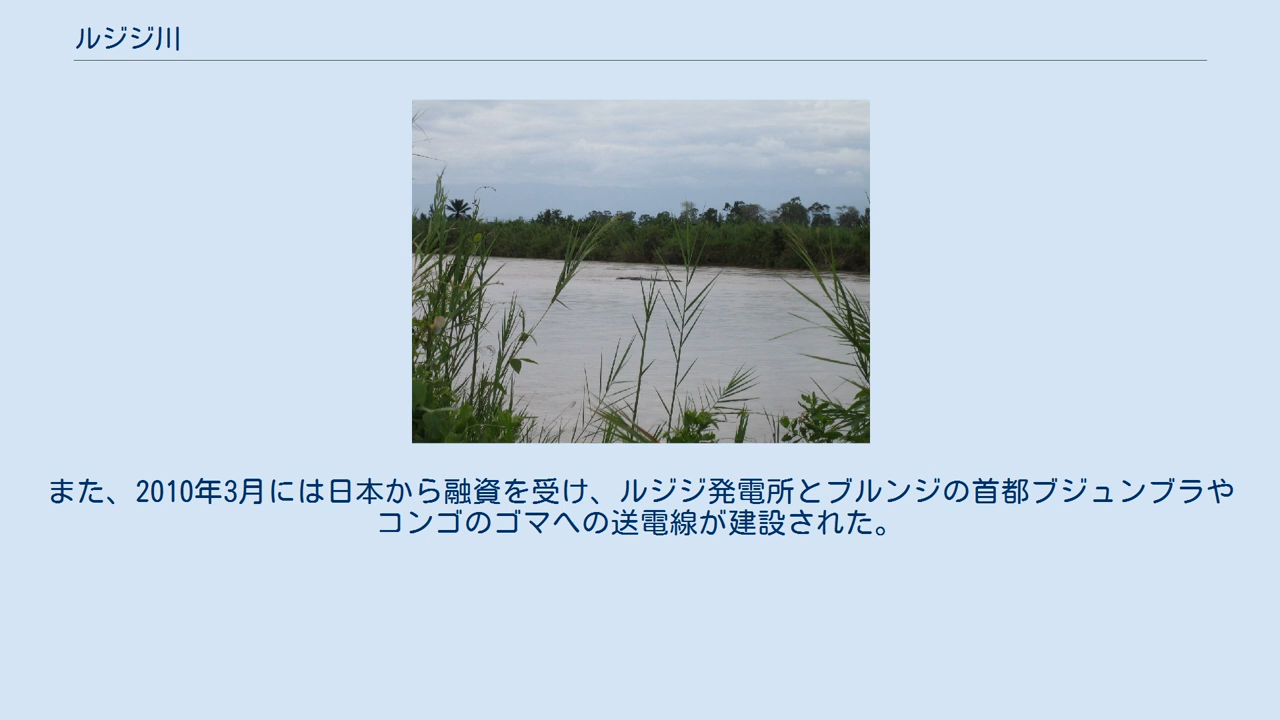 ルジジ川
また、2010年3月には日本から融資を受け、ルジジ発電所とブルンジの首都ブジュンブラや
コンゴのゴマへの送電線が建設された。